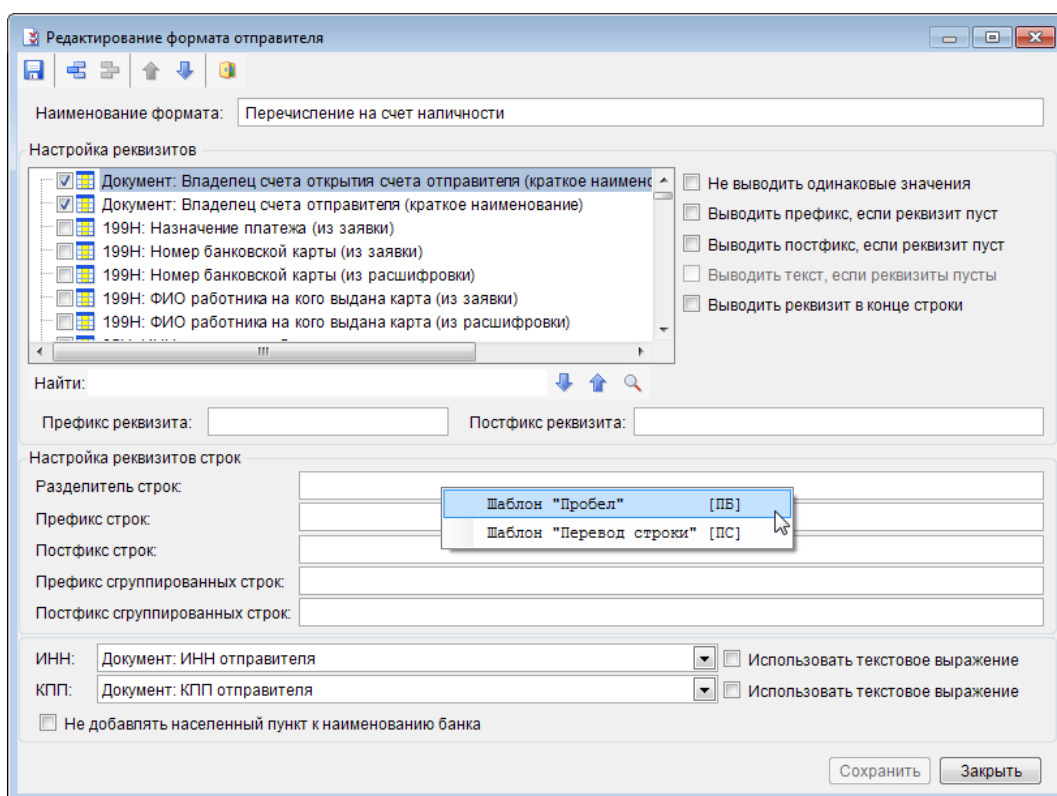 Редактирование формата отправителя
Наименование формата: Перечисление на счет наличности
Настройка реквизитов
Документ: Владелец счета открытия счета отправителя (краткое наимено
Документ: Владелец счета отправителя (краткое наименование)
199Н: Назначение платежа (из заявки)
199Н: Номер банковской карты (из заявки)
199Н: Номер банковской карты (из расшифровки)
199Н: ФИО работника на кого выдана карта (из заявки)
199Н: ФИО работника на кого выдана карта (из расшифровки)
Не выводить одинаковые значения
Выводить префикс, если реквизит пуст
Выводить постфикс, если реквизит пуст
Выводить текст, если реквизиты пусты
Выводить реквизит в конце строки
Найти:
Префикс реквизита: Постфикс реквизита:
Настройка реквизитов строк
Разделитель строк:
Шаблон "Пробел" [ПБ]
Префикс строк:
Шаблон "Перевод строки" [ПС]
Постфикс строк:
Префикс сгруппированных строк:
Постфикс сгруппированных строк:
ИНН: Документ: ИНН отправителя Использовать текстовое выражение
КПП: Документ: КПП отправителя Использовать текстовое выражение
Не добавлять населенный пункт к наименованию банка
Сохранить Закрыть